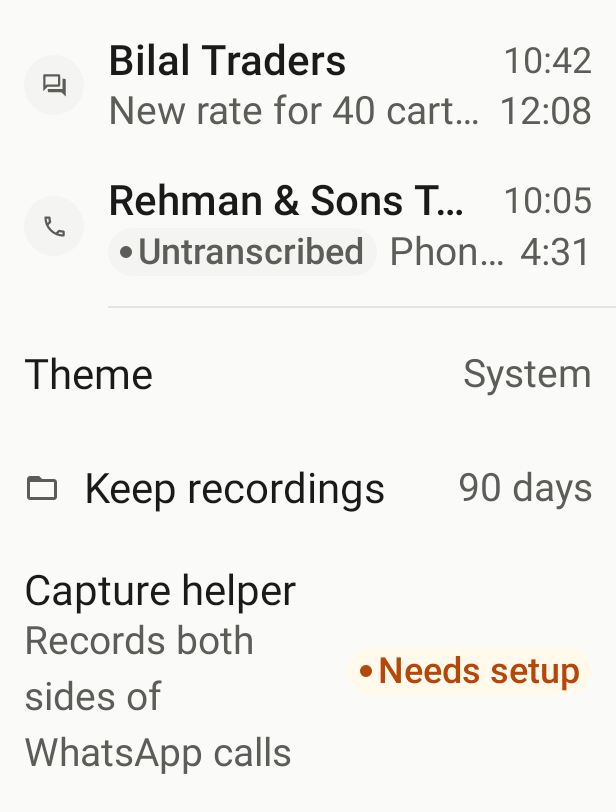 Bilal Traders 10:42
New rate for 40 cart... 12:08
Rehman & Sons T... 10:05
•Untranscribed Phon... 4:31
Theme System
Keep recordings 90 days
Capture helper
Records both
sides of
WhatsApp calls
•Needs setup